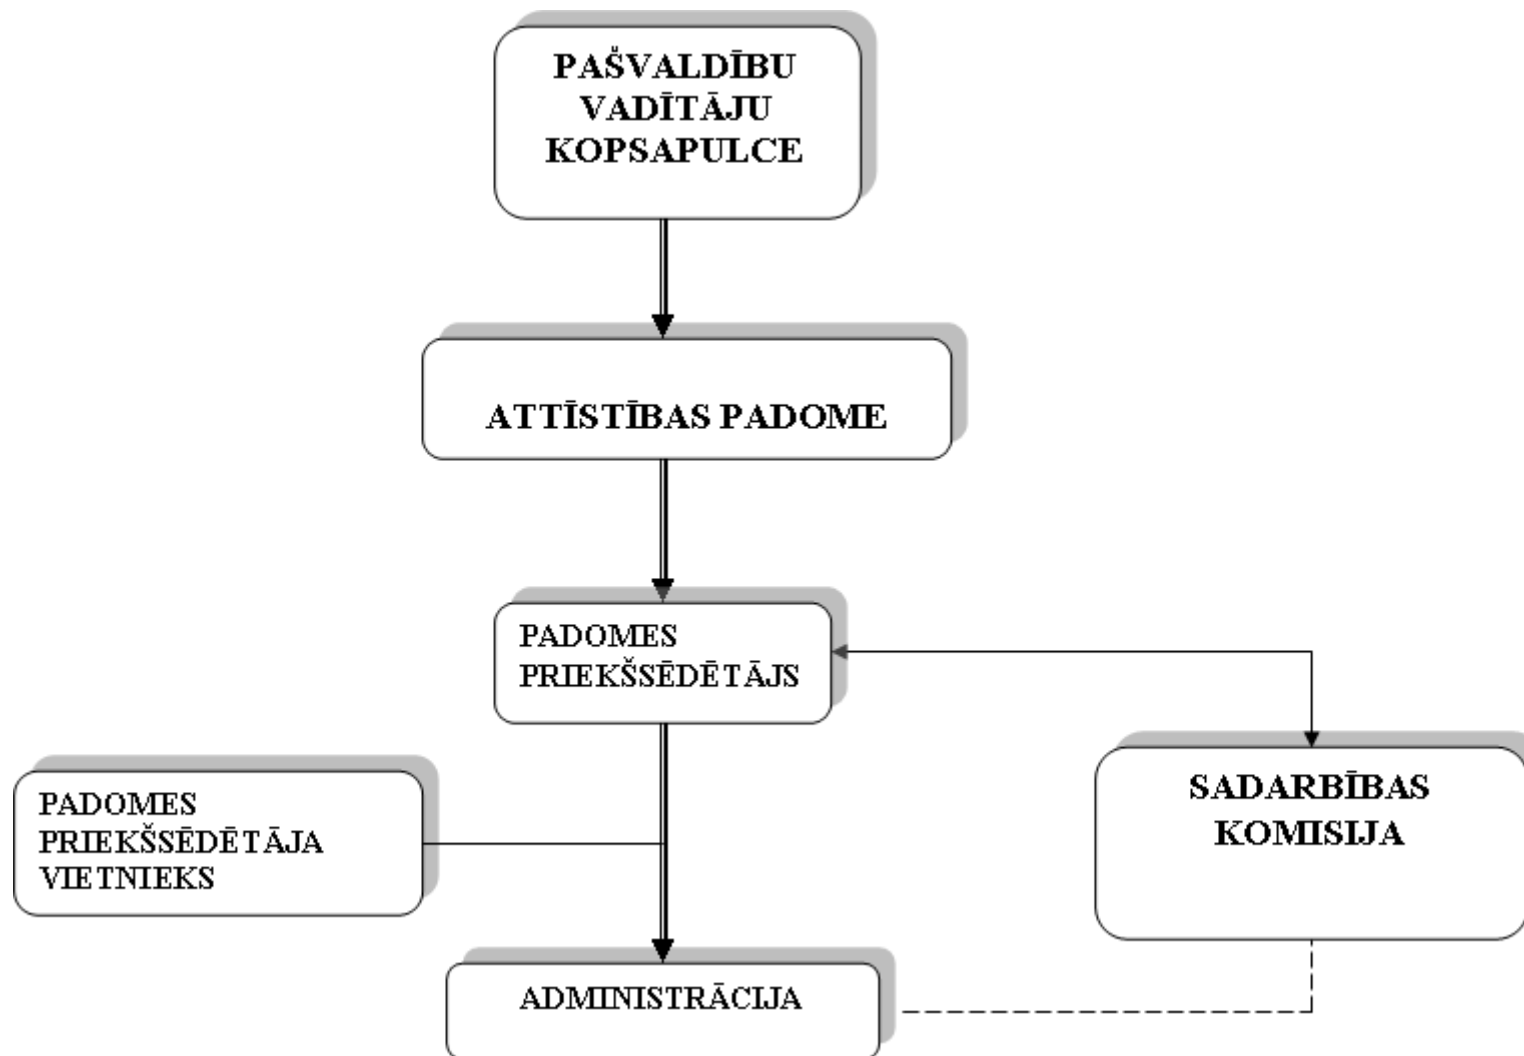 PAŠVALDĪBU
VADĪTĀJU
KOPSAPULCE
ATTĪSTĪBAS PADOME
PADOMES
PRIEKŠSĒDĒTĀJS
PADOMES
PRIEKŠSĒDĒTĀJA
VIETNIEKS
SADARBĪBAS
KOMISIJA
ADMINISTRĀCIJA